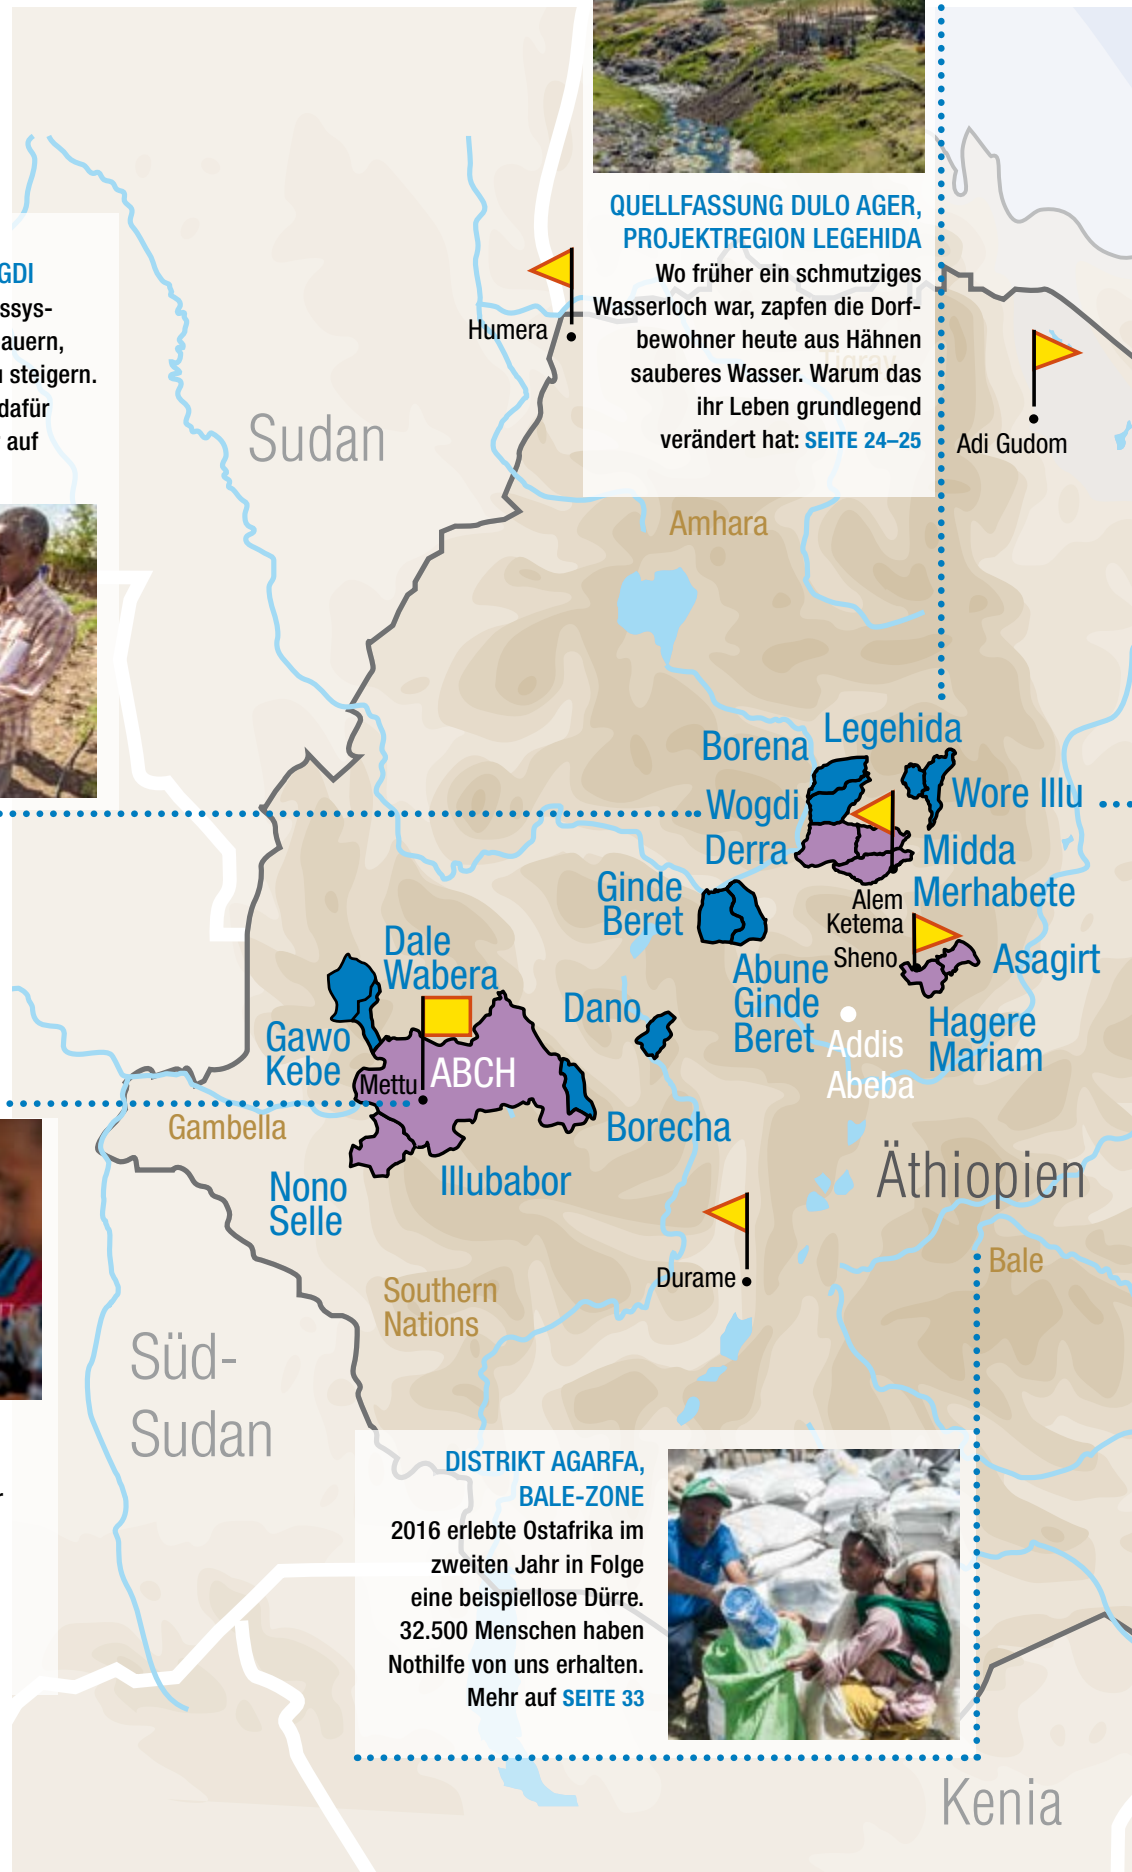 QUELLFASSUNG DULO AGER,
PROJEKTREGION LEGEHIDA
Wo früher ein schmutziges
Wasserloch war, zapfen die Dorf-
bewohner heute aus Hähnen
sauberes Wasser. Warum das
ihr Leben grundlegend
verändert hat: SEITE 24–25
GDI
ssys-
auern,
u steigern.
dafür
auf
Humera
Tigray
Adi Gudom
Sudan
Amhara
Legehida
Borena
Wogdi
Wore Illu
Derra
Midda
Merhabete
Alem
Ketema
Ginde
Beret
Sheno
Asagirt
Abune
Ginde
Beret
Hagere
Mariam
Addis
Abeba
Dale
Wabera
Dano
Gawo
Kebe
Mettu
ABCH
Gambella
Borecha
Illubabor
Nono
Selle
Äthiopien
Bale
Durame
Southern
Nations
Süd-
Sudan
DISTRIKT AGARFA,
BALE-ZONE
2016 erlebte Ostafrika im
zweiten Jahr in Folge
eine beispiellose Dürre.
32.500 Menschen haben
Nothilfe von uns erhalten.
Mehr auf SEITE 33
Kenia